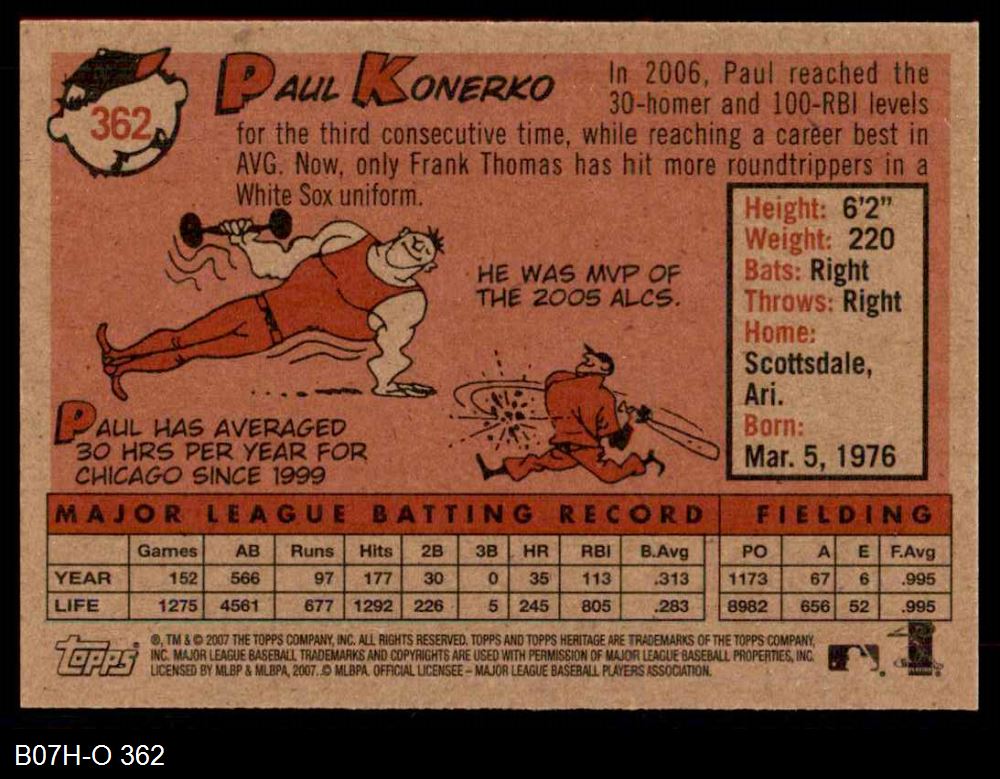 362
PAUL KONERKO
In 2006, Paul reached the
30-homer and 100-RBI levels
for the third consecutive time, while reaching a career best in
AVG. Now, only Frank Thomas has hit more roundtrippers in a
White Sox uniform.
HE WAS MVP OF
THE 2005 ALCS.
PAUL HAS AVERAGED
30 HRS PER YEAR FOR
CHICAGO SINCE 1999
Height: 6'2"
Weight: 220
Bats: Right
Throws: Right
Home:
Scottsdale,
Ari.
Born:
Mar. 5, 1976
MAJOR LEAGUE BATTING RECORD FIELDING
Games AB Runs Hits 2B 3B HR RBI B.Avg PO A E F.Avg
YEAR 152 566 97 177 30 0 35 113 .313 1173 67 6 .995
LIFE 1275 4561 677 1292 226 5 245 805 .283 8982 656 52 .995
Topps
®, TM & © 2007 THE TOPPS COMPANY, INC. ALL RIGHTS RESERVED. TOPPS AND TOPPS HERITAGE ARE TRADEMARKS OF THE TOPPS COMPANY,
INC. MAJOR LEAGUE BASEBALL TRADEMARKS AND COPYRIGHTS ARE USED WITH PERMISSION OF MAJOR LEAGUE BASEBALL PROPERTIES, INC.
LICENSED BY MLBP & MLBPA, 2007. © MLBPA. OFFICIAL LICENSEE – MAJOR LEAGUE BASEBALL PLAYERS ASSOCIATION.
B07H-O 362